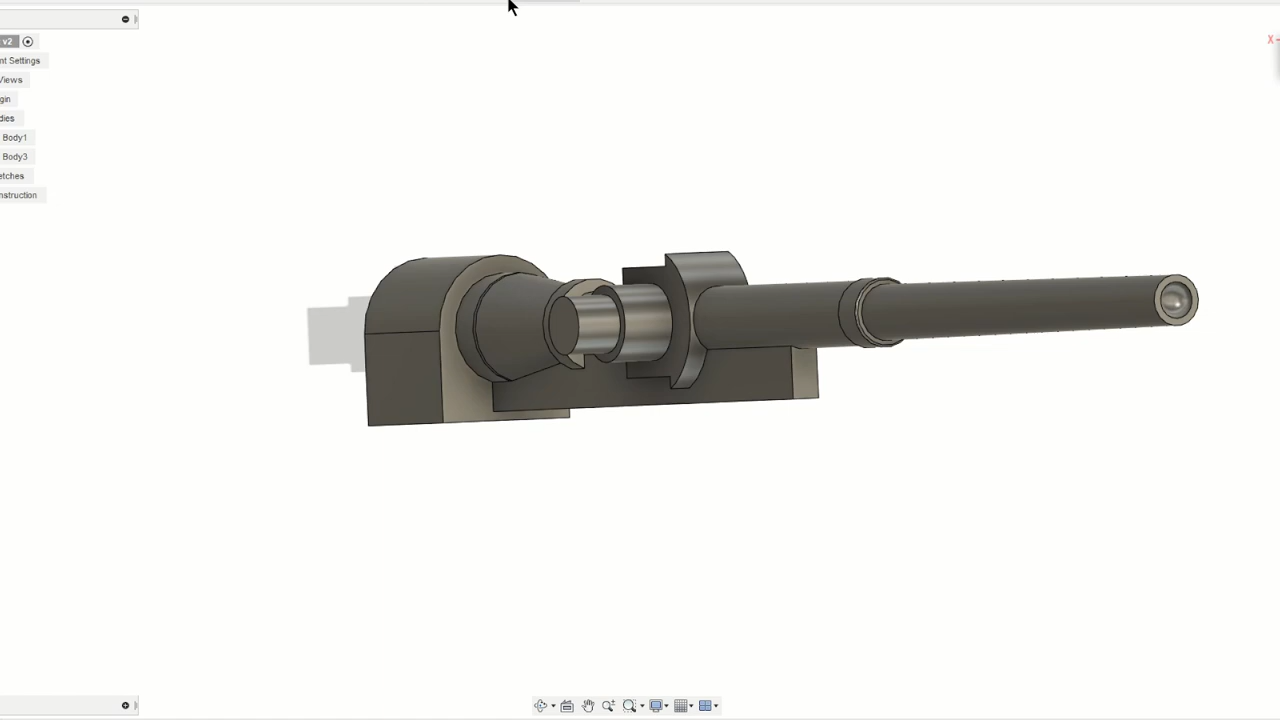 v2
nt Settings
Views
gin
dies
Body1
Body3
etches
nstruction
X